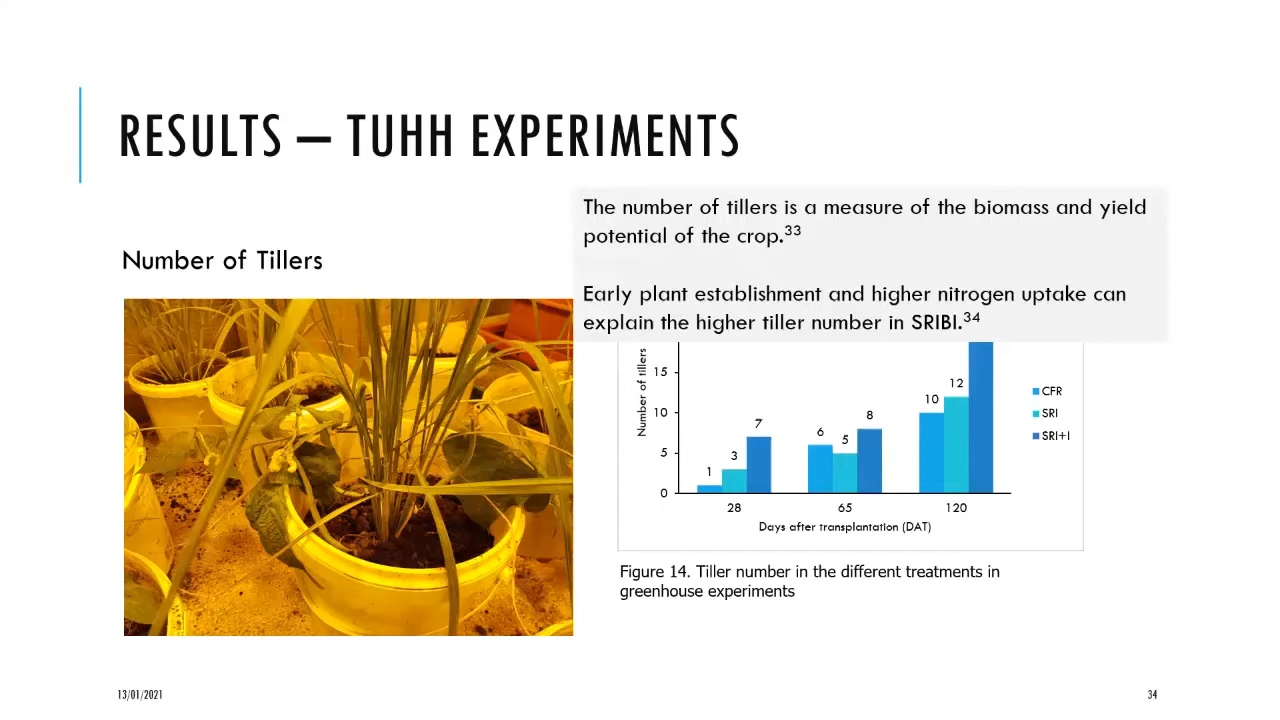 RESULTS – TUHH EXPERIMENTS
Number of Tillers
The number of tillers is a measure of the biomass and yield
potential of the crop.33
Early plant establishment and higher nitrogen uptake can
explain the higher tiller number in SRIBI.34
Number of tillers
15
10
5
0
1
3
7
6
5
8
10
12
28
65
120
Days after transplantation (DAT)
CFR
SRI
SRI+I
Figure 14. Tiller number in the different treatments in
greenhouse experiments
13/01/2021
34